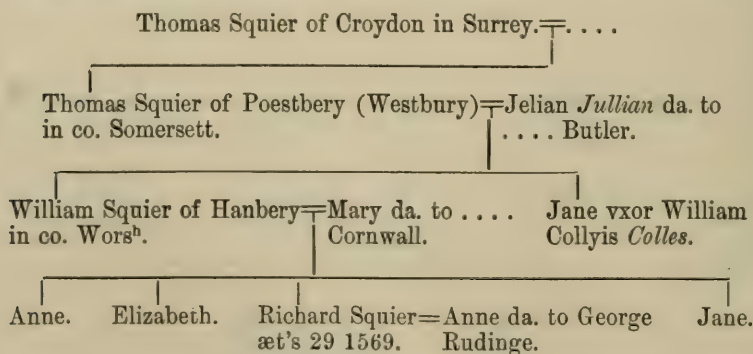 Thomas Squier of Croydon in Surrey.=. . . .
Thomas Squier of Poestbery (Westbury)=Jelian Jullian da. to
in co. Somersett. . . . . Butler.
William Squier of Hanbery=Mary da. to . . . . Jane vxor William
in co. Worsʰ. Cornwall. Collyis Colles.
Anne. Elizabeth. Richard Squier=Anne da. to George Jane.
æt's 29 1569. Rudinge.